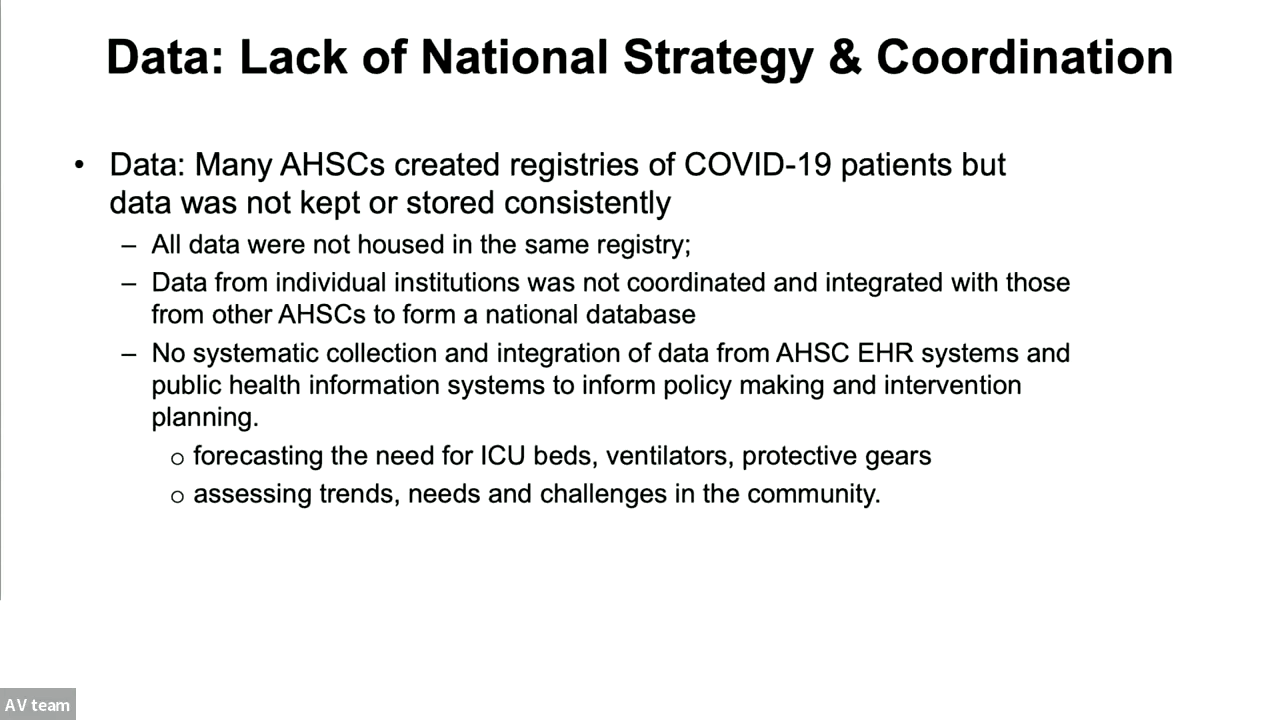 Data: Lack of National Strategy & Coordination
• Data: Many AHSCs created registries of COVID-19 patients but
data was not kept or stored consistently
– All data were not housed in the same registry;
– Data from individual institutions was not coordinated and integrated with those
from other AHSCs to form a national database
– No systematic collection and integration of data from AHSC EHR systems and
public health information systems to inform policy making and intervention
planning.
o forecasting the need for ICU beds, ventilators, protective gears
o assessing trends, needs and challenges in the community.
AV team